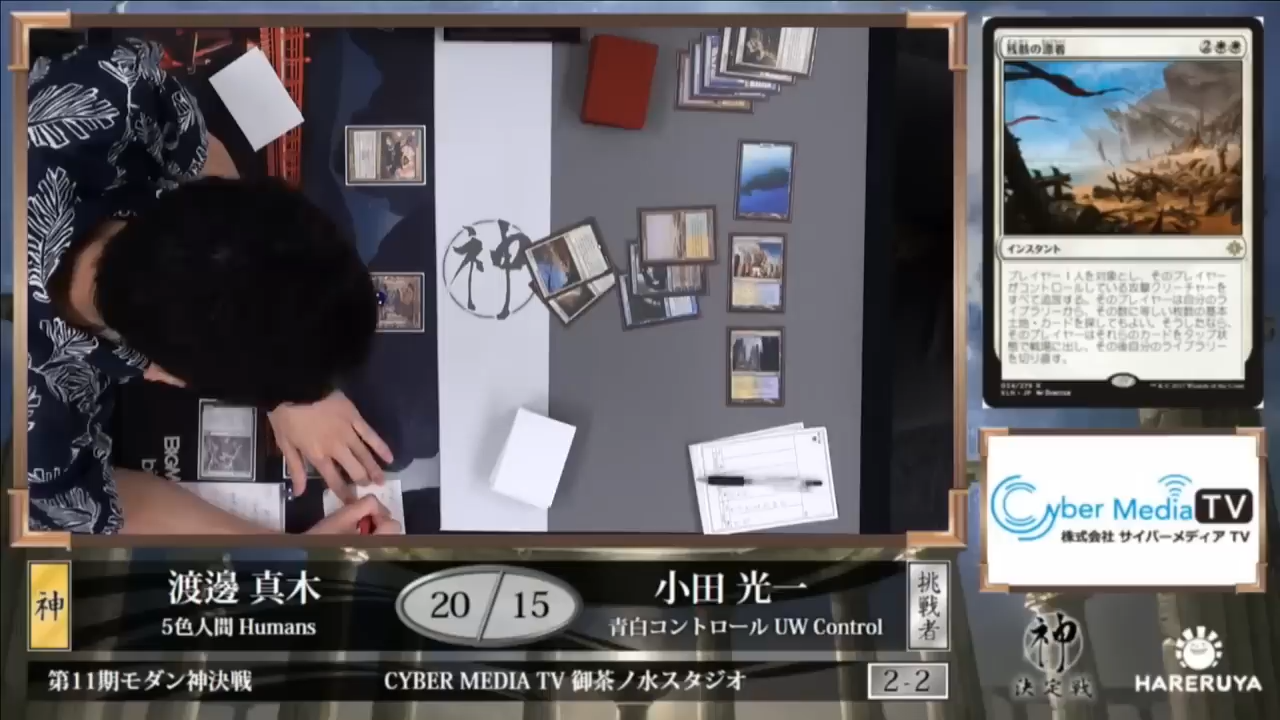 残骸の漂着
2
インスタント
プレイヤー1人を対象とし、そのプレイヤー
がコントロールしている攻撃クリーチャーを
すべて追放する。そのプレイヤーは自分のラ
イブラリーから、その数に等しい枚数の基本
土地・カードを探してもよい。そうしたなら、
そのプレイヤーはそれらのカードをタップ状
態で戦場に出し、その後自分のライブラリー
を切り直す。
神
Cyber Media TV
株式会社 サイバーメディア TV
神
渡邊 真木
5色人間 Humans
20 / 15
小田 光一
青白コントロール UW Control
挑戦者
第11期モダン神決戦
CYBER MEDIA TV 御茶ノ水スタジオ
2-2
神
決定戦
HARERUYA